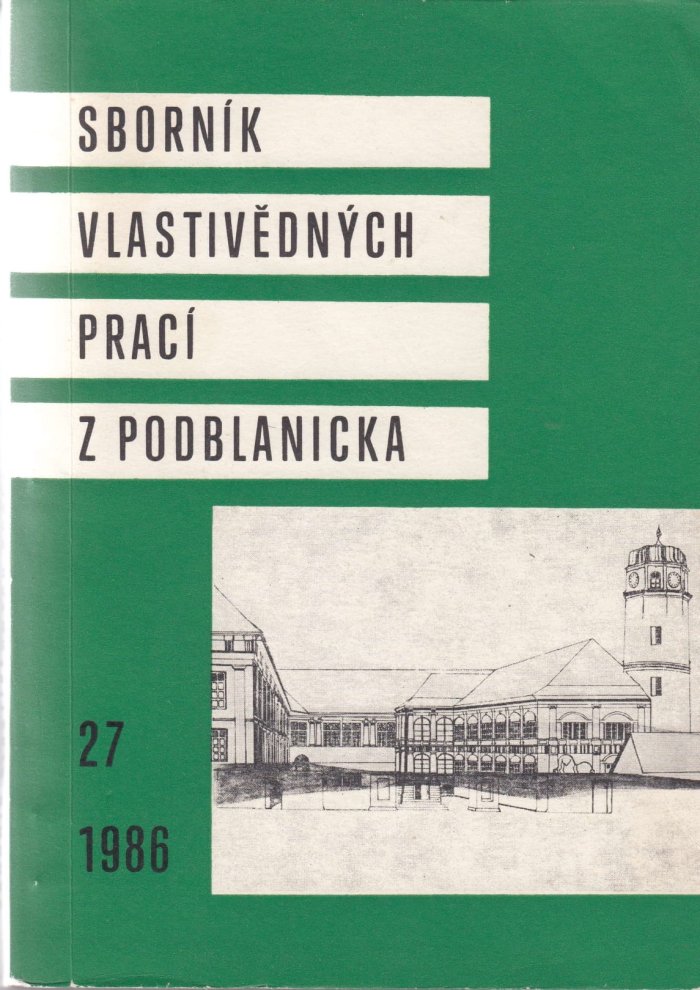 SBORNÍK
VLASTIVĚDNÝCH
PRACÍ
Z PODBLANICKA
27
1986